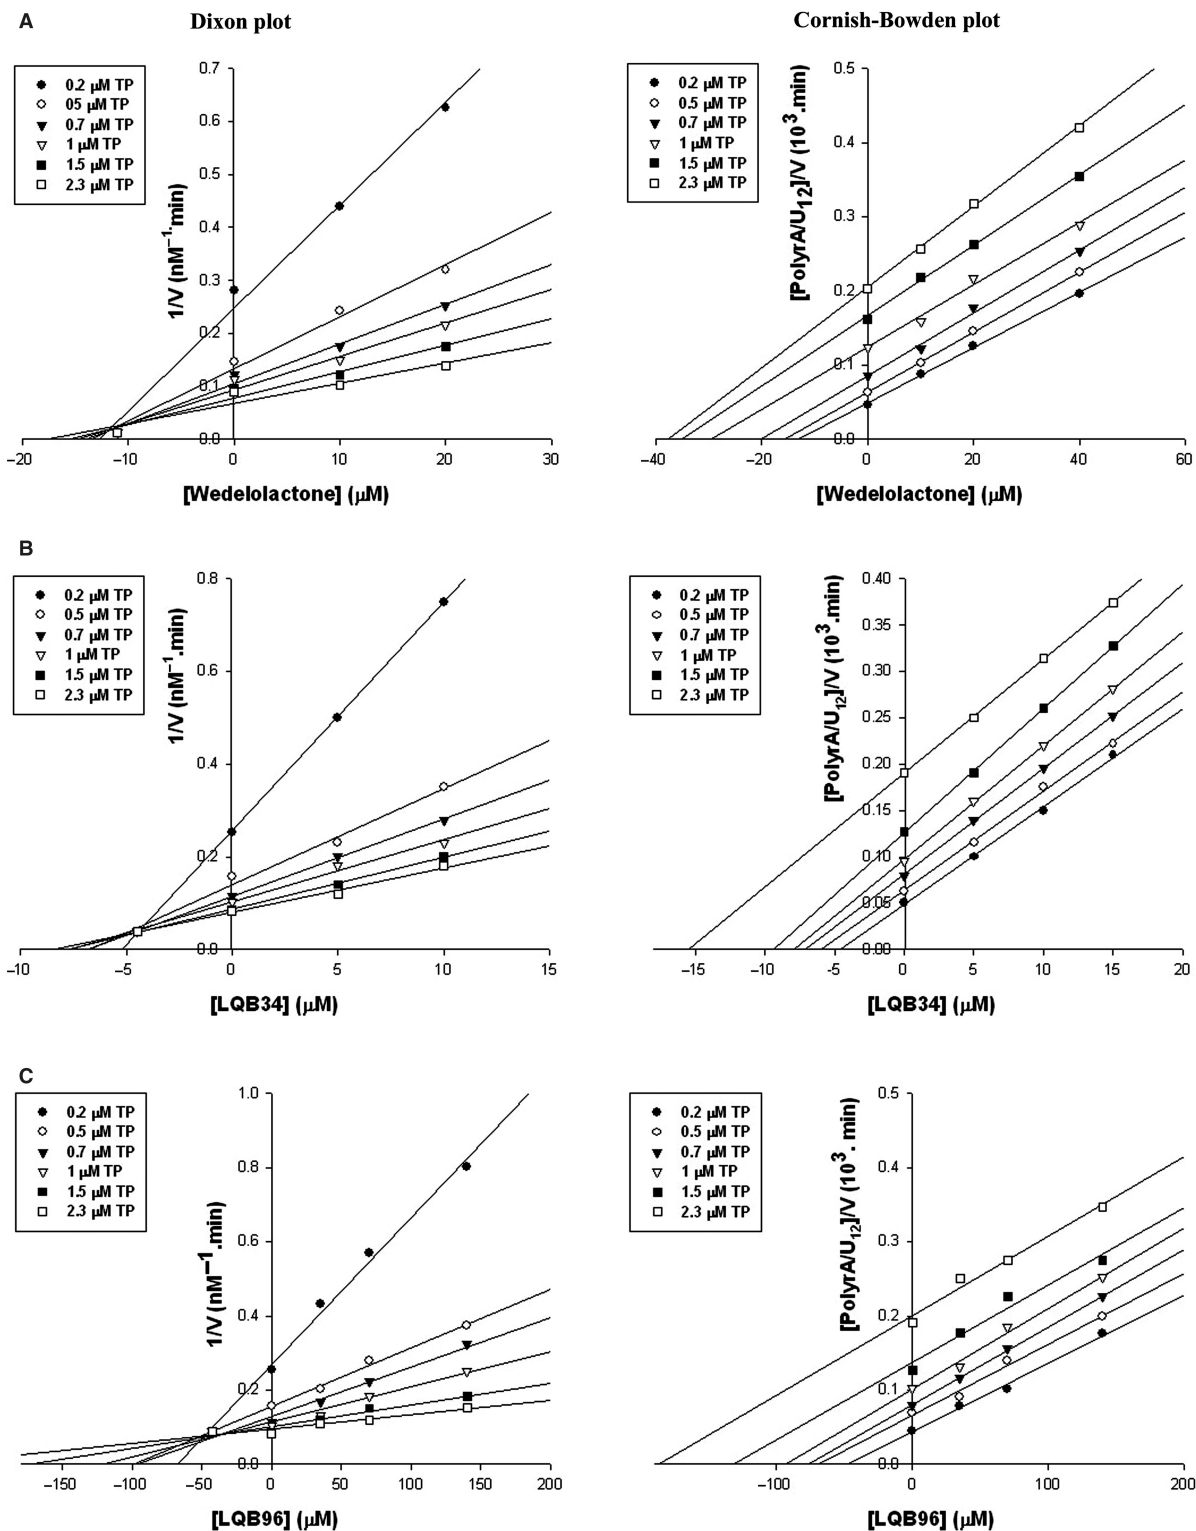 A
Dixon plot
Cornish-Bowden plot
0.2 μM TP
05 μM TP
0.7 μM TP
1 μM TP
1.5 μM TP
2.3 μM TP
1/V (nM⁻¹.min)
0.7
0.6
0.5
0.4
0.3
0.2
0.1
0.0
−20
−10
0
10
20
30
[Wedelolactone] (μM)
0.2 μM TP
0.5 μM TP
0.7 μM TP
1 μM TP
1.5 μM TP
2.3 μM TP
[PolyrA/U₁₂]/V (10³.min)
0.5
0.4
0.3
0.2
0.1
0.0
−40
−20
0
20
40
60
[Wedelolactone] (μM)
B
0.2 μM TP
0.5 μM TP
0.7 μM TP
1 μM TP
1.5 μM TP
2.3 μM TP
1/V (nM⁻¹.min)
0.8
0.6
0.4
0.2
0.0
−10
−5
0
5
10
15
[LQB34] (μM)
0.2 μM TP
0.5 μM TP
0.7 μM TP
1 μM TP
1.5 μM TP
2.3 μM TP
[PolyrA/U₁₂]/V (10³.min)
0.40
0.35
0.30
0.25
0.20
0.15
0.10
0.05
0.00
−15
−10
−5
0
5
10
15
20
[LQB34] (μM)
C
0.2 μM TP
0.5 μM TP
0.7 μM TP
1 μM TP
1.5 μM TP
2.3 μM TP
1/V (nM⁻¹.min)
1.0
0.8
0.6
0.4
0.2
0.0
−150
−100
−50
0
50
100
150
200
[LQB96] (μM)
0.2 μM TP
0.5 μM TP
0.7 μM TP
1 μM TP
1.5 μM TP
2.3 μM TP
[PolyrA/U₁₂]/V (10³. min)
0.5
0.4
0.3
0.2
0.1
0.0
−100
0
100
200
[LQB96] (μM)